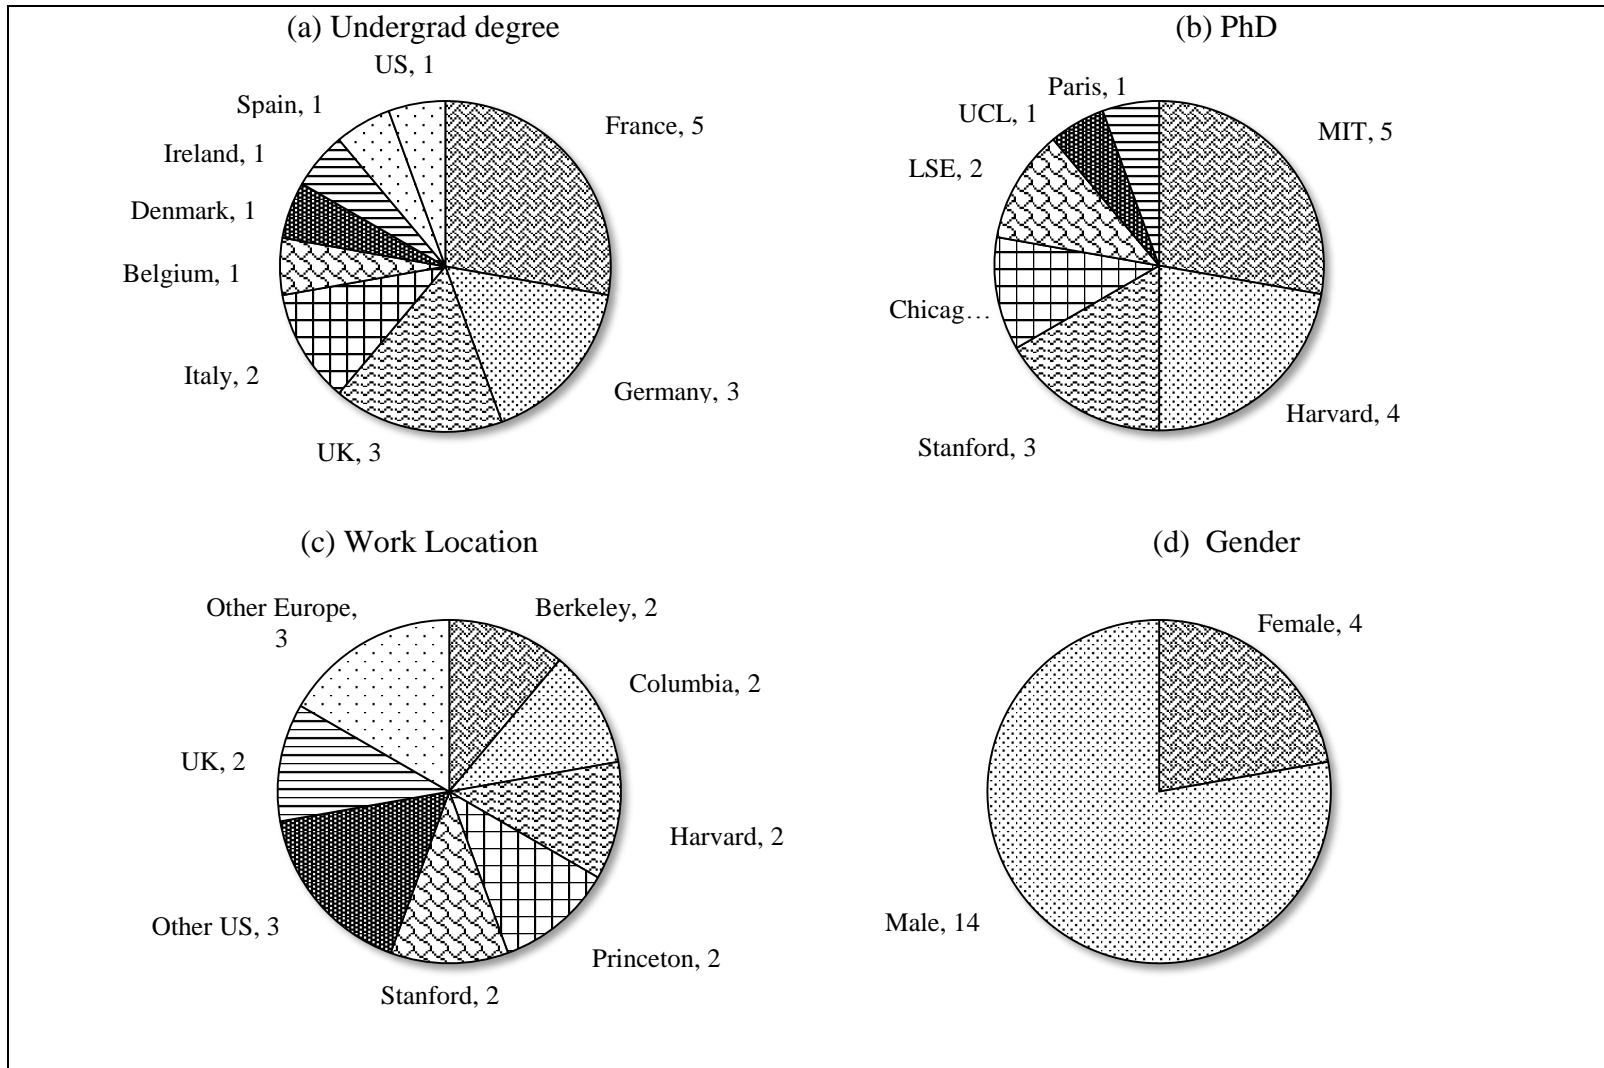 (a) Undergrad degree
US, 1
Spain, 1
France, 5
Ireland, 1
Denmark, 1
Belgium, 1
Italy, 2
Germany, 3
UK, 3
(b) PhD
Paris, 1
UCL, 1
MIT, 5
LSE, 2
Chicag…
Harvard, 4
Stanford, 3
(c) Work Location
Other Europe,
3
Berkeley, 2
Columbia, 2
UK, 2
Harvard, 2
Other US, 3
Princeton, 2
Stanford, 2
(d) Gender
Female, 4
Male, 14